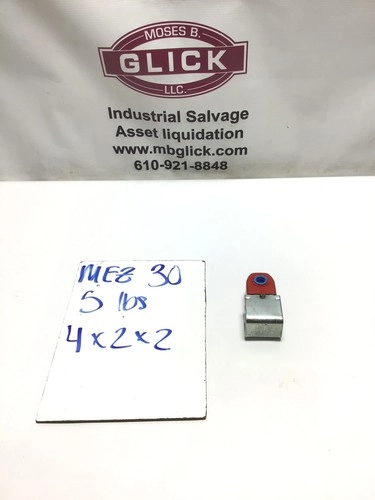 MOSES B.
GLICK
LLC.
Industrial Salvage
Asset liquidation
www.mbglick.com
610-921-8848
MEZ 30
5 lbs
4x2x2